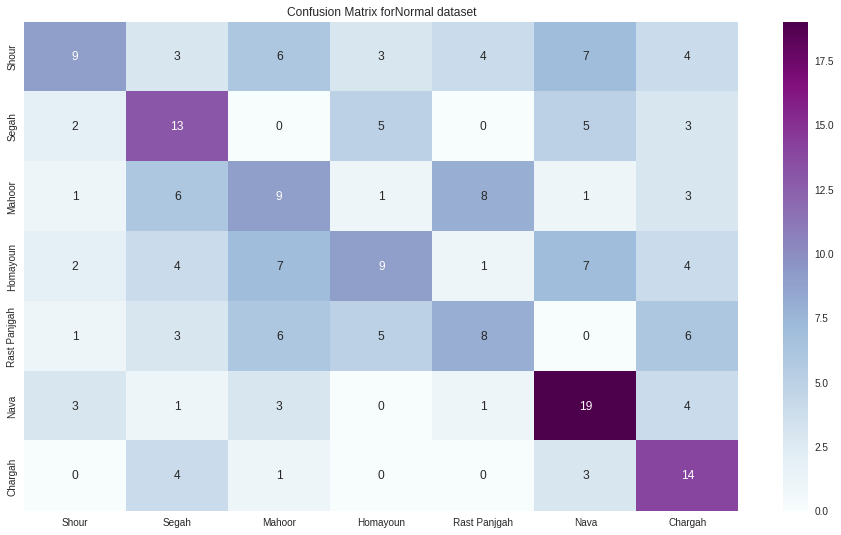 Confusion Matrix forNormal dataset
Shour 9 3 6 3 4 7 4
Segah 2 13 0 5 0 5 3
Mahoor 1 6 9 1 8 1 3
Homayoun 2 4 7 9 1 7 4
Rast Panjgah 1 3 6 5 8 0 6
Nava 3 1 3 0 1 19 4
Chargah 0 4 1 0 0 3 14
Shour Segah Mahoor Homayoun Rast Panjgah Nava Chargah
17.5
15.0
12.5
10.0
7.5
5.0
2.5
0.0